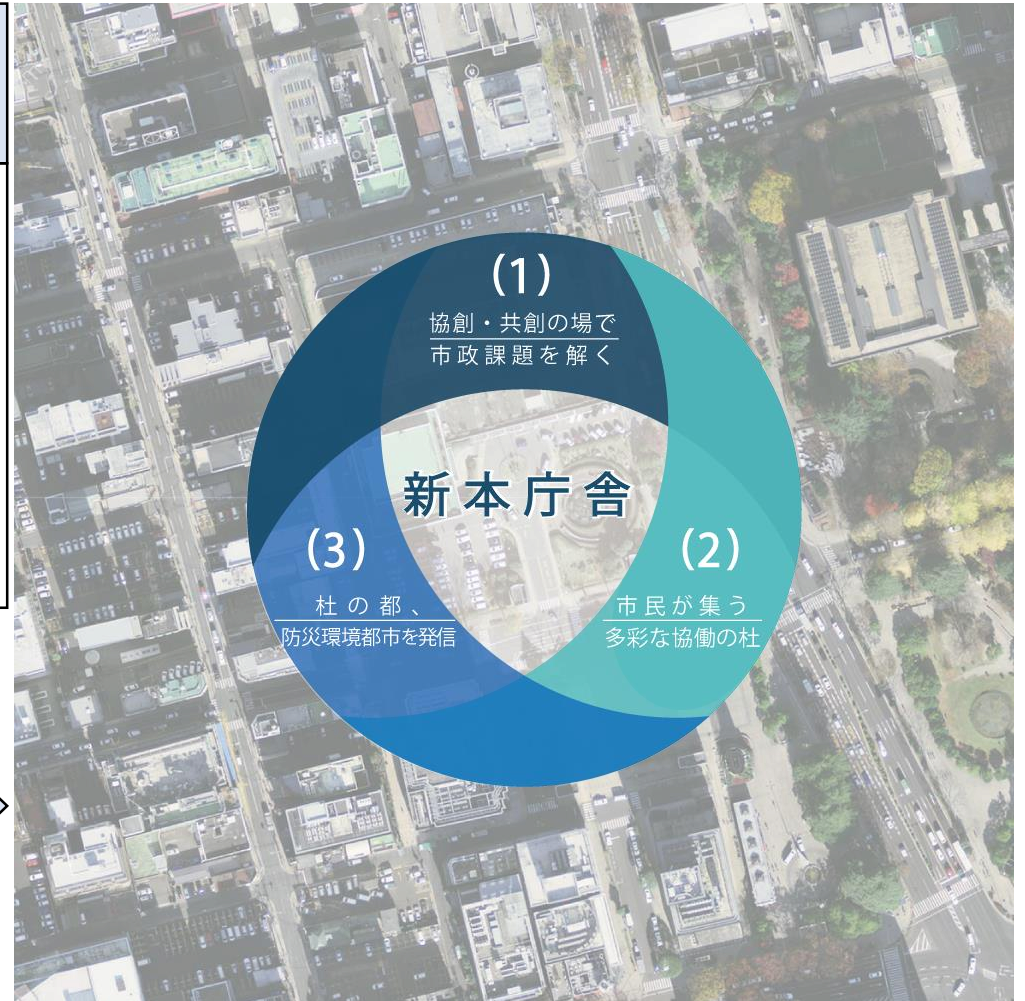 (1)
協創・共創の場で
市政課題を解く
新本庁舎
(3)
杜の都、
防災環境都市を発信
(2)
市民が集う
多彩な協働の杜